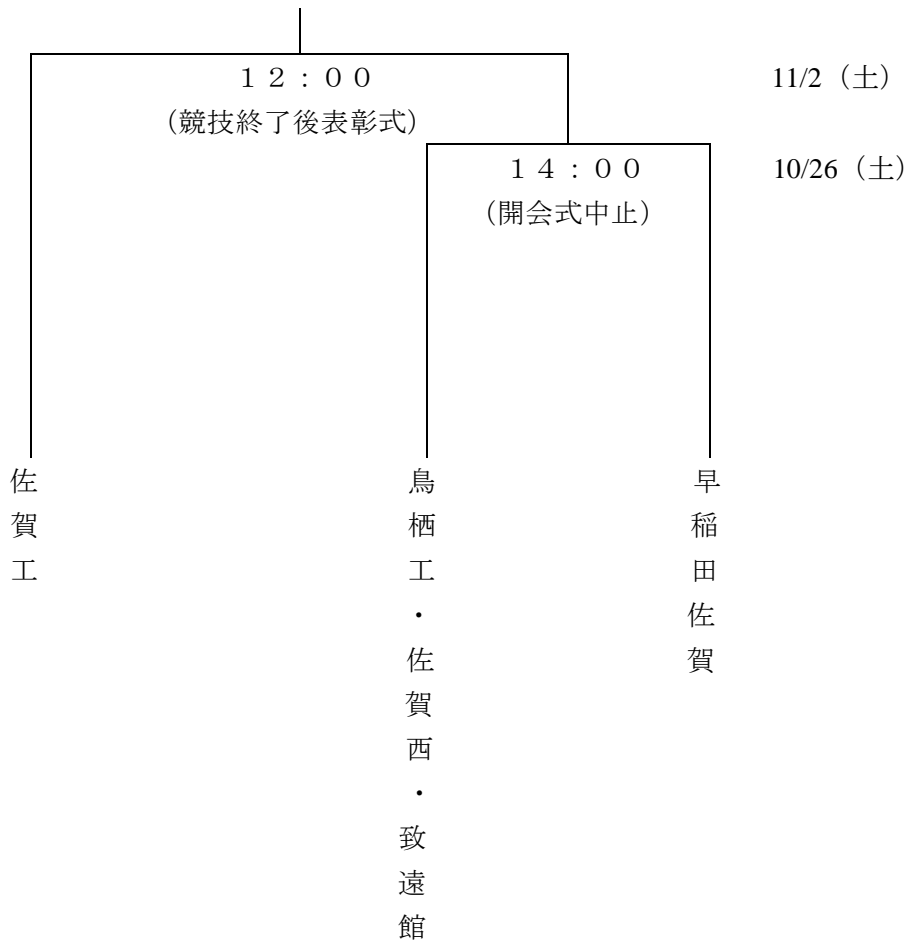 １２：００
11/2（土）
（競技終了後表彰式）
１４：００
10/26（土）
（開会式中止）
佐賀工
鳥栖工・佐賀西・致遠館
早稲田佐賀